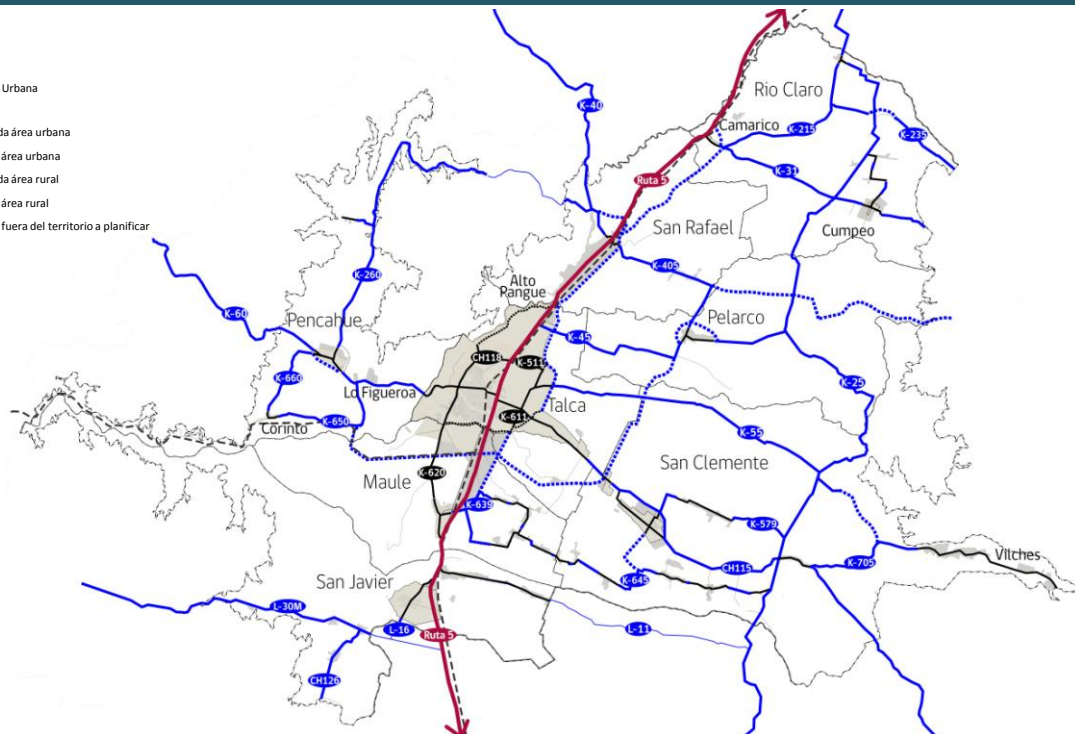 Urbana
da área urbana
área urbana
da área rural
área rural
fuera del territorio a planificar
Rio Claro
K-40
Camarico
K-215
K-235
K-31
Ruta 5
San Rafael
Cumpeo
K-405
K-260
Alto
Pangue
K-60
Pencahue
Pelarco
K-45
CH118
K-511
K-660
Lo Figueroa
K-25
Talca
K-611
K-650
Corinto
K-55
San Clemente
Maule
K-620
K-639
K-579
Vilches
K-705
CH115
K-645
San Javier
L-30M
L-16
Ruta 5
L-11
CH126